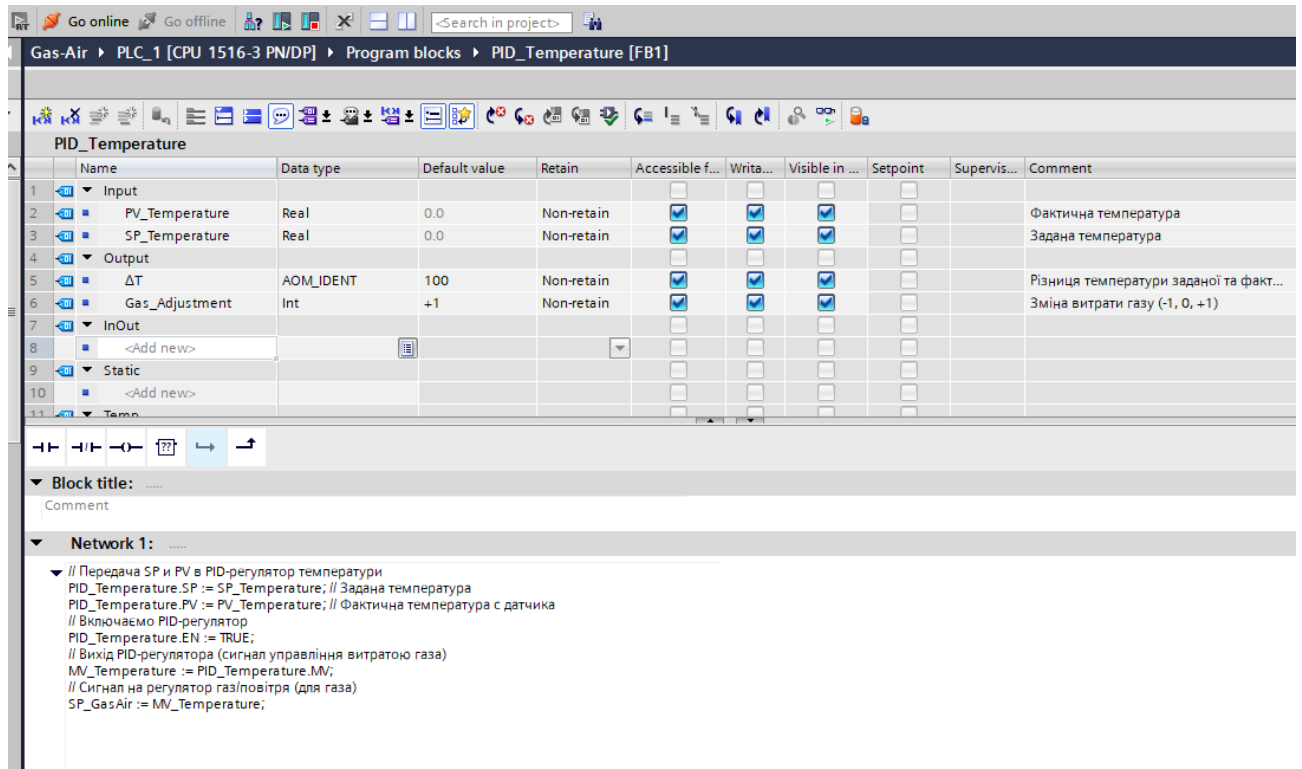 RT Go online Go offline <Search in project>
Gas-Air PLC_1 [CPU 1516-3 PN/DP] Program blocks PID_Temperature [FB1]
PID_Temperature
Name Data type Default value Retain Accessible f... Writa... Visible in ... Setpoint Supervis... Comment
1 Input
2 PV_Temperature Real 0.0 Non-retain Фактична температура
3 SP_Temperature Real 0.0 Non-retain Задана температура
4 Output
5 ΔT AOM_IDENT 100 Non-retain Різниця температури заданої та факт...
6 Gas_Adjustment Int +1 Non-retain Зміна витрати газу (-1, 0, +1)
7 InOut
8 <Add new>
9 Static
10 <Add new>
11 Temp
??
Block title: .....
Comment
Network 1: .....
// Передача SP и PV в PID-регулятор температури
PID_Temperature.SP := SP_Temperature; // Задана температура
PID_Temperature.PV := PV_Temperature; // Фактична температура с датчика
// Включаємо PID-регулятор
PID_Temperature.EN := TRUE;
// Вихід PID-регулятора (сигнал управління витратою газа)
MV_Temperature := PID_Temperature.MV;
// Сигнал на регулятор газ/повітря (для газа)
SP_GasAir := MV_Temperature;